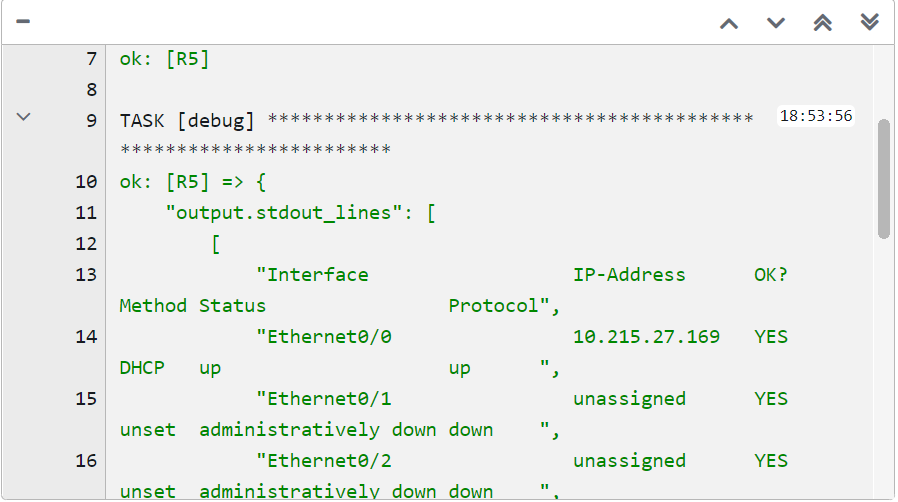 7 ok: [R5]
8
9 TASK [debug] ******************************************* 18:53:56
************************
10 ok: [R5] => {
11     "output.stdout_lines": [
12         [
13             "Interface                  IP-Address      OK?
Method Status                Protocol",
14             "Ethernet0/0                10.215.27.169   YES
DHCP   up                    up      ",
15             "Ethernet0/1                unassigned      YES
unset  administratively down down    ",
16             "Ethernet0/2                unassigned      YES
unset  administratively down down    ",